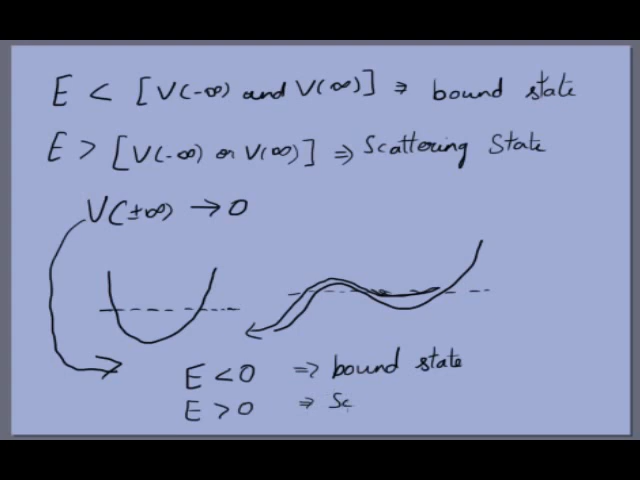 E < [V(-∞) and V(∞)] ⇒ bound state
E > [V(-∞) or V(∞)] ⇒ Scattering State
V(±∞) → 0
E < 0 ⇒ bound state
E > 0 ⇒ Sc